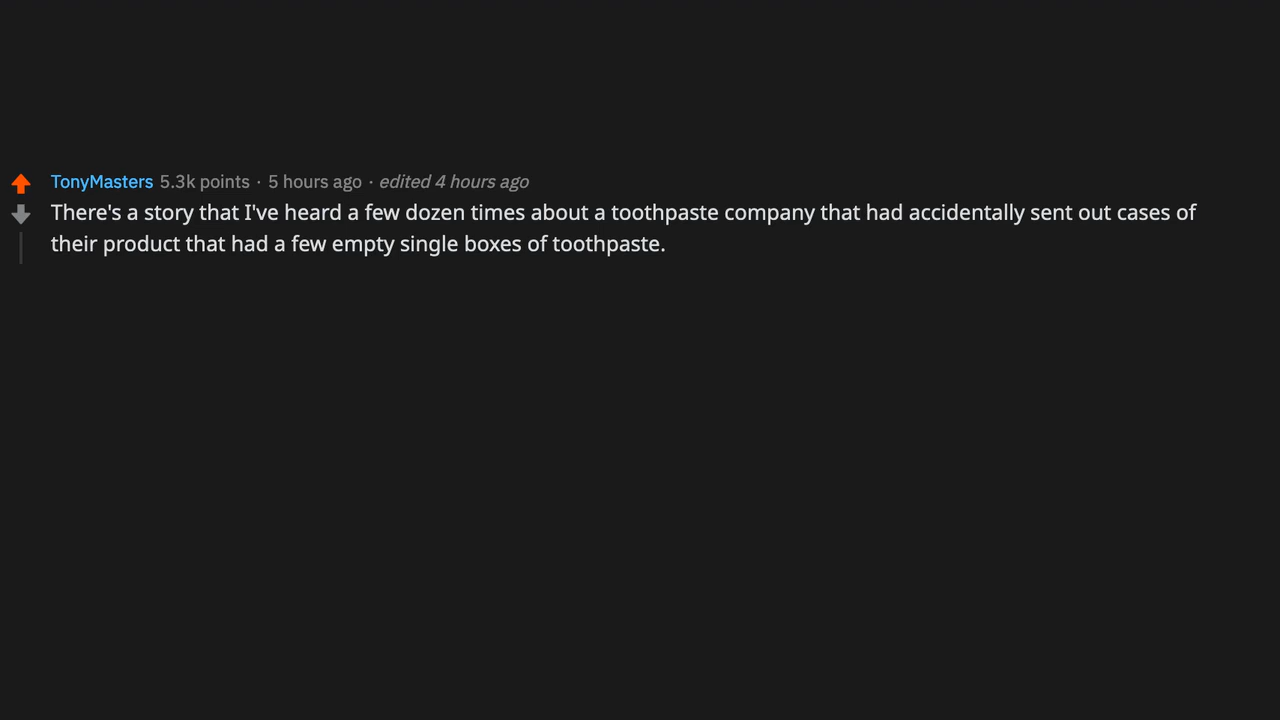 TonyMasters 5.3k points · 5 hours ago · edited 4 hours ago
There's a story that I've heard a few dozen times about a toothpaste company that had accidentally sent out cases of
their product that had a few empty single boxes of toothpaste.